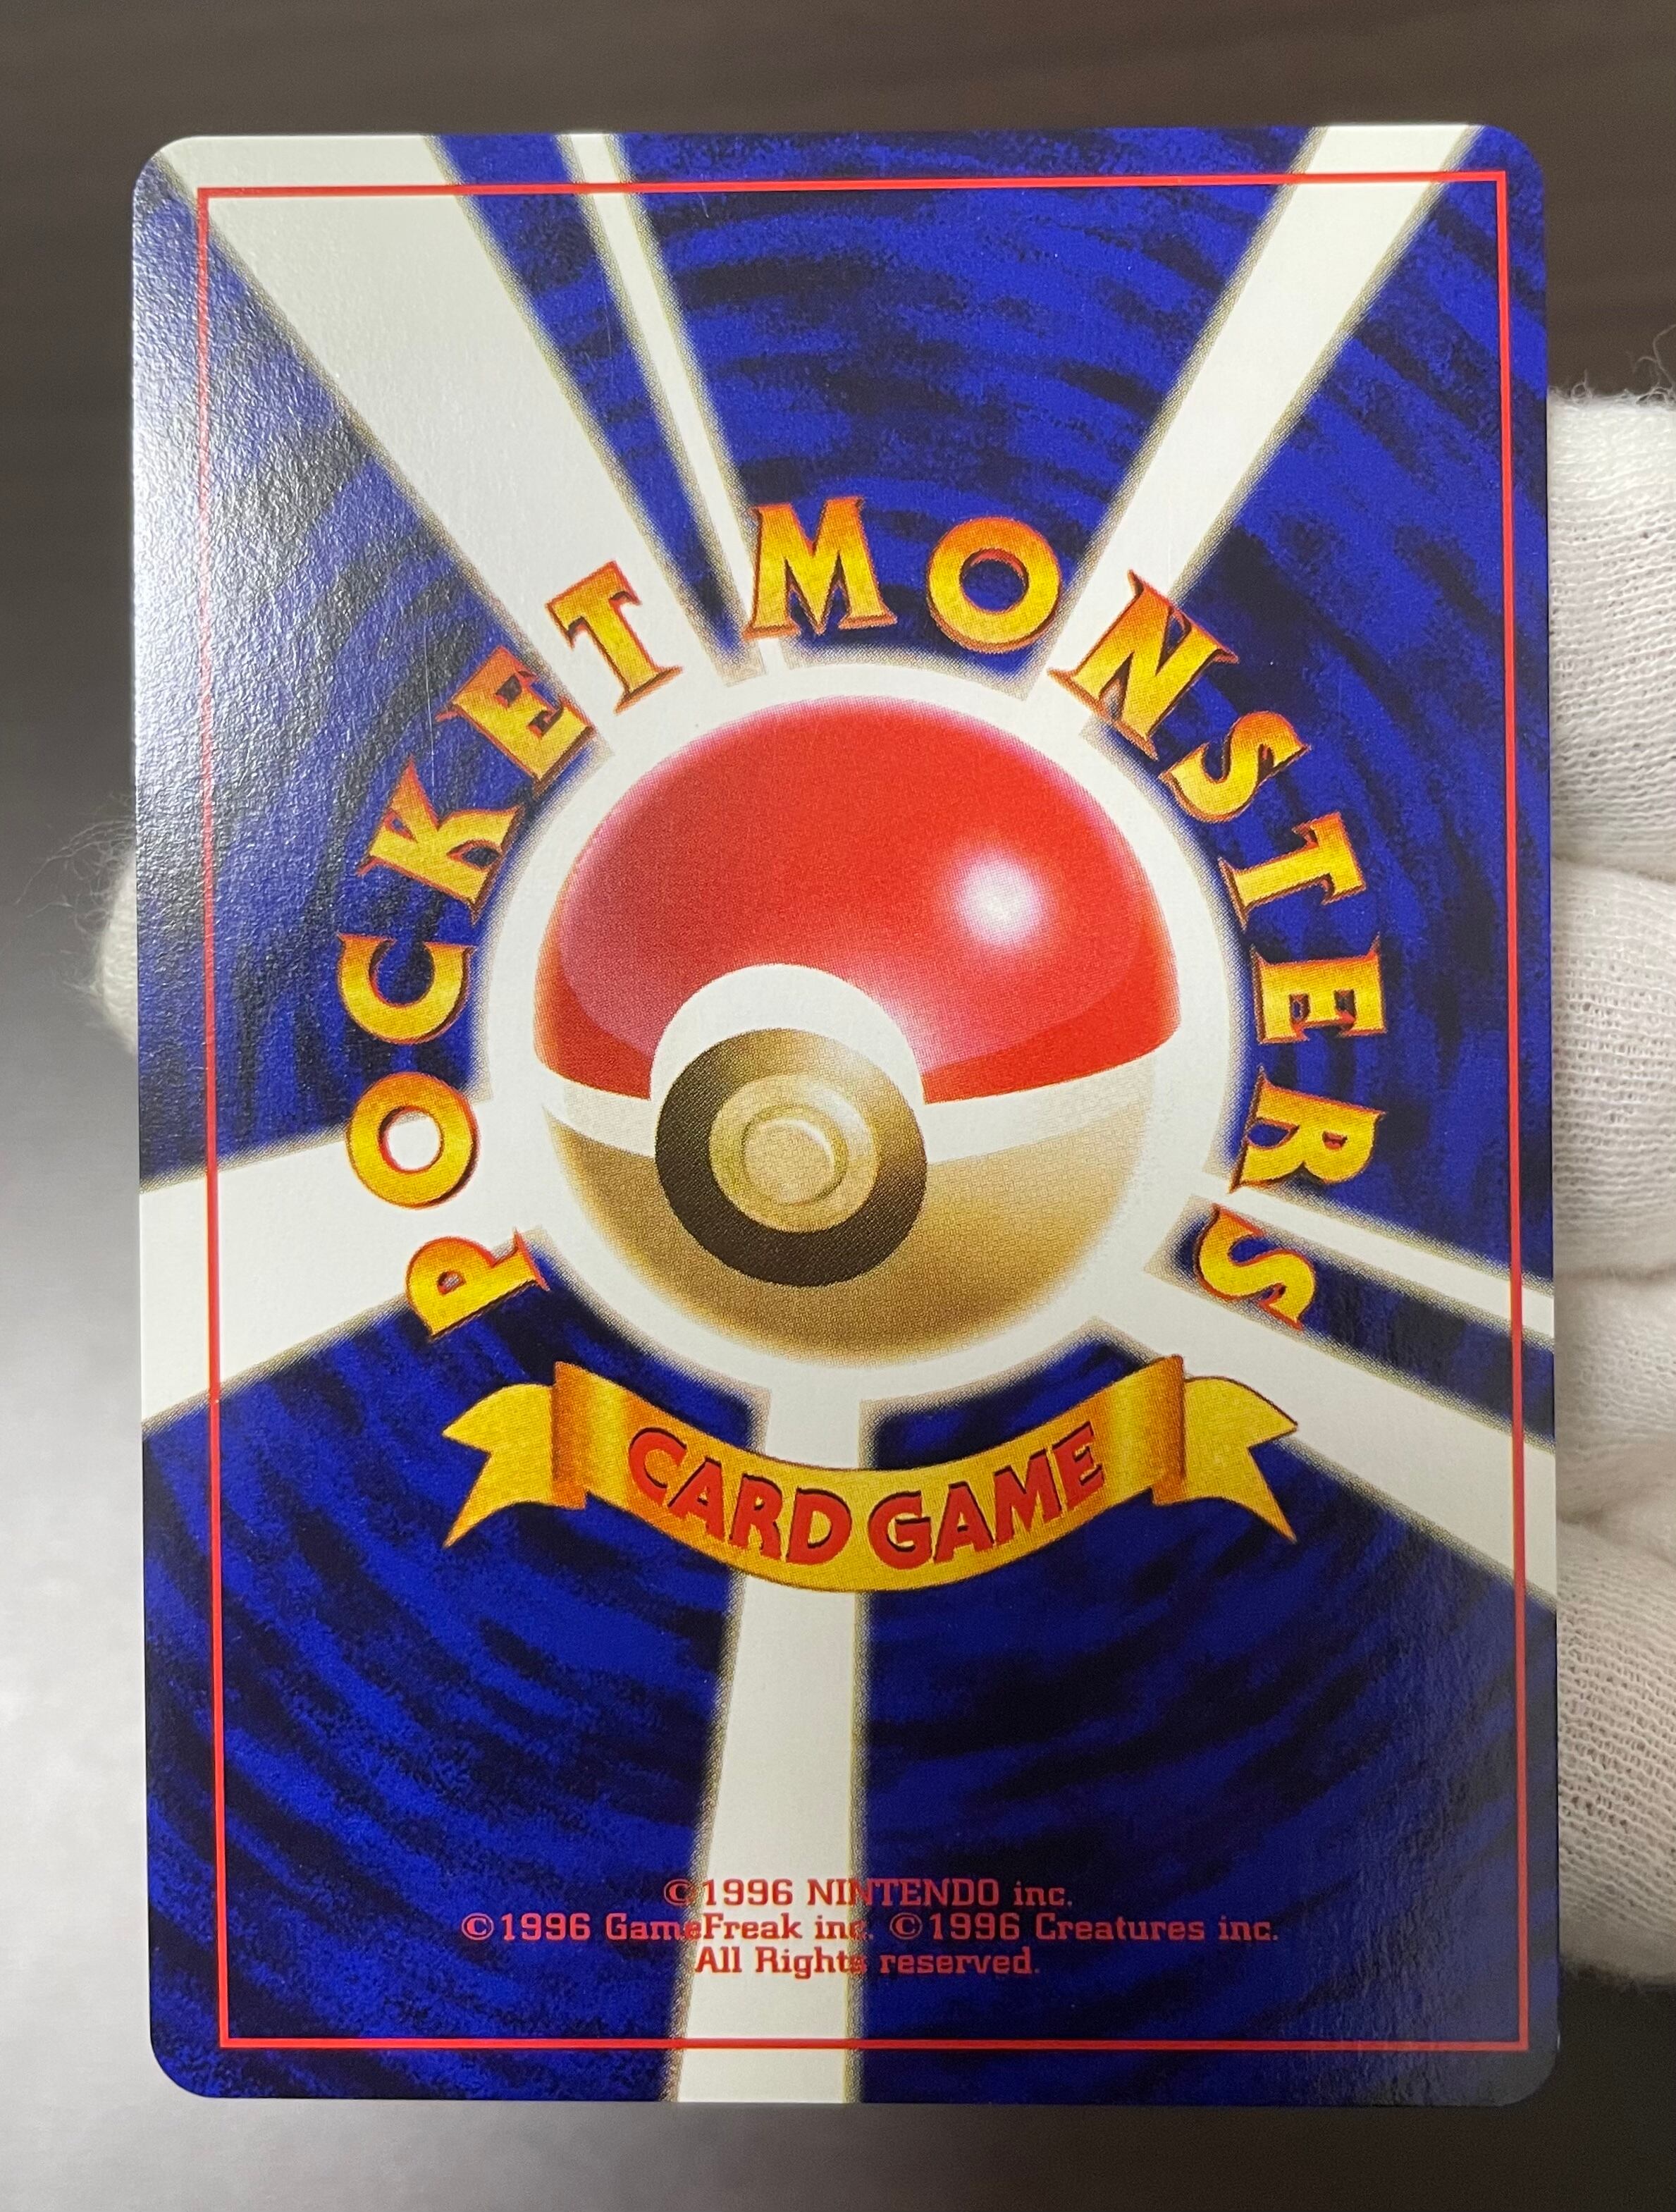 POCKET MONSTERS
CARD GAME
©1996 NINTENDO inc.
©1996 GameFreak inc. ©1996 Creatures inc.
All Rights reserved.